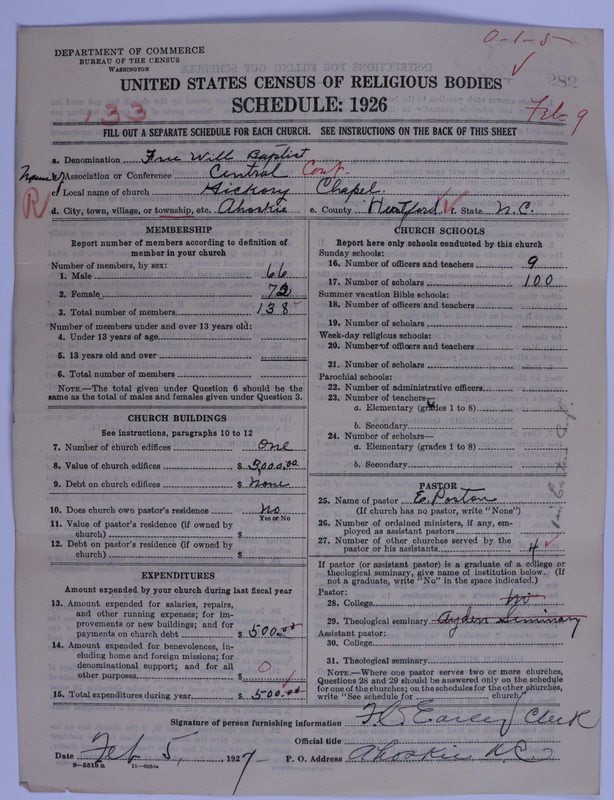 DEPARTMENT OF COMMERCE
BUREAU OF THE CENSUS
WASHINGTON
0-1-5
282
UNITED STATES CENSUS OF RELIGIOUS BODIES
SCHEDULE: 1926
133
Feb 9
FILL OUT A SEPARATE SCHEDULE FOR EACH CHURCH. SEE INSTRUCTIONS ON THE BACK OF THIS SHEET
a. Denomination Free Will Baptist
Association or Conference Central Conf.
c. Local name of church Hickory Chapel
R
d. City, town, village, or township, etc. Ahoskie e. County Hertford f. State N.C.
MEMBERSHIP
Report number of members according to definition of member in your church
Number of members, by sex:
1. Male 66
2. Female 72
3. Total number of members 138
Number of members under and over 13 years old:
4. Under 13 years of age
5. 13 years old and over
6. Total number of members
NOTE.—The total given under Question 6 should be the
same as the total of males and females given under Question 3.
CHURCH BUILDINGS
See instructions, paragraphs 10 to 12
7. Number of church edifices One
8. Value of church edifices $ 3,000.00
9. Debt on church edifices $ None
10. Does church own pastor's residence? No
Yes or No
11. Value of pastor's residence (if owned by
church) $
12. Debt on pastor's residence (if owned by
church) $
EXPENDITURES
Amount expended by your church during last fiscal year
13. Amount expended for salaries, repairs,
and other running expenses; for im-
provements or new buildings; and for
payments on church debt $ 500.00
14. Amount expended for benevolences, in-
cluding home and foreign missions; for
denominational support; and for all
other purposes $ 0
15. Total expenditures during year $ 500.00
CHURCH SCHOOLS
Report here only schools conducted by this church
Sunday schools:
16. Number of officers and teachers 9
17. Number of scholars 100
Summer vacation Bible schools:
18. Number of officers and teachers
19. Number of scholars
Week-day religious schools:
20. Number of officers and teachers
21. Number of scholars
Parochial schools:
22. Number of administrative officers
23. Number of teachers—
a. Elementary (grades 1 to 8)
b. Secondary
24. Number of scholars—
a. Elementary (grades 1 to 8)
b. Secondary
PASTOR
25. Name of pastor E. Poston
(If church has no pastor, write "None")
26. Number of ordained ministers, if any, em-
ployed as assistant pastors
27. Number of other churches served by the
pastor or his assistants 4
If pastor (or assistant pastor) is a graduate of a college or
theological seminary, give name of institution below. (If
not a graduate, write "No" in the space indicated.)
Pastor:
28. College No
29. Theological seminary Ayden Seminary
Assistant pastor:
30. College
31. Theological seminary
NOTE.—Where one pastor serves two or more churches,
Questions 28 and 29 should be answered only on the schedule
for one of the churches; on the schedules for the other churches,
write "See schedule for church"
Signature of person furnishing information Earley Clerk
Official title
Date Feb 5, 1927
P. O. Address Ahoskie N.C.
8-5518a